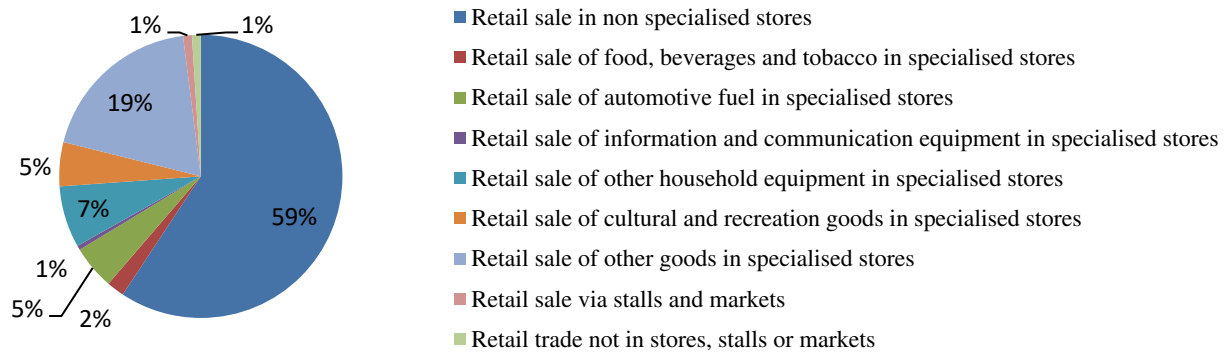 1%
1%
19%
5%
7%
59%
1%
5%
2%
Retail sale in non specialised stores
Retail sale of food, beverages and tobacco in specialised stores
Retail sale of automotive fuel in specialised stores
Retail sale of information and communication equipment in specialised stores
Retail sale of other household equipment in specialised stores
Retail sale of cultural and recreation goods in specialised stores
Retail sale of other goods in specialised stores
Retail sale via stalls and markets
Retail trade not in stores, stalls or markets